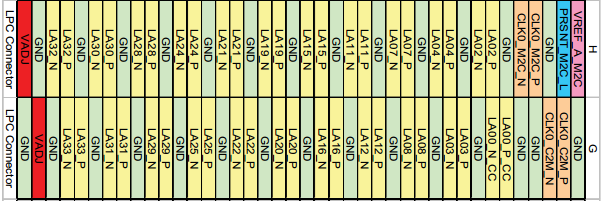 H G
VREF_A_M2C GND
PRSNT_M2C_L CLK0_C2M_P
GND CLK0_C2M_N
CLK0_M2C_P GND
CLK0_M2C_N GND
GND LA00_P_CC
LA02_P LA00_N_CC
LA02_N GND
GND LA03_P
LA04_P LA03_N
LA04_N GND
GND LA08_P
LA07_P LA08_N
LA07_N GND
GND LA12_P
LA11_P LA12_N
LA11_N GND
GND LA16_P
LA15_P LA16_N
LA15_N GND
GND LA20_P
LA19_P LA20_N
LA19_N GND
GND LA22_P
LA21_P LA22_N
LA21_N GND
GND LA25_P
LA24_P LA25_N
LA24_N GND
GND LA29_P
LA28_P LA29_N
LA28_N GND
GND LA31_P
LA30_P LA31_N
LA30_N GND
GND LA33_P
LA32_P LA33_N
LA32_N GND
GND VADJ
VADJ GND
LPC Connector LPC Connector